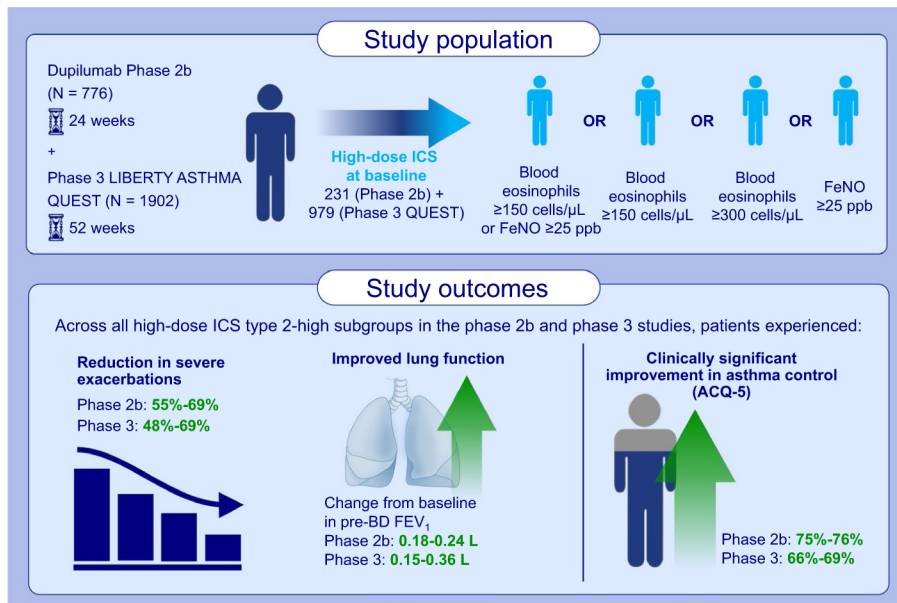 Study population
Dupilumab Phase 2b
(N = 776)
24 weeks
+
Phase 3 LIBERTY ASTHMA
QUEST (N = 1902)
52 weeks
High-dose ICS
at baseline
231 (Phase 2b) +
979 (Phase 3 QUEST)
OR
OR
OR
Blood
eosinophils
≥150 cells/µL
or FeNO ≥25 ppb
Blood
eosinophils
≥150 cells/µL
Blood
eosinophils
≥300 cells/µL
FeNO
≥25 ppb
Study outcomes
Across all high-dose ICS type 2-high subgroups in the phase 2b and phase 3 studies, patients experienced:
Reduction in severe
exacerbations
Phase 2b: 55%-69%
Phase 3: 48%-69%
Improved lung function
Change from baseline
in pre-BD FEV₁
Phase 2b: 0.18-0.24 L
Phase 3: 0.15-0.36 L
Clinically significant
improvement in asthma control
(ACQ-5)
Phase 2b: 75%-76%
Phase 3: 66%-69%